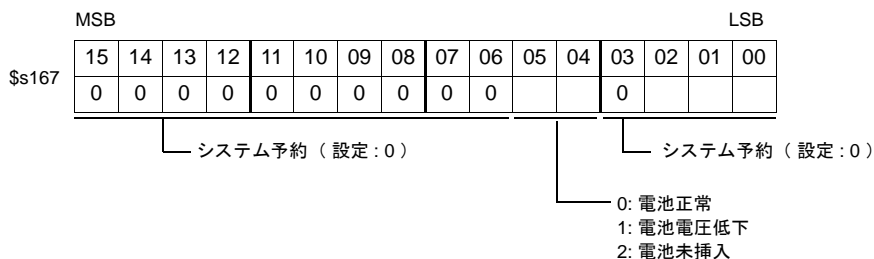 MSB LSB
15 14 13 12 11 10 09 08 07 06 05 04 03 02 01 00
$s167
0 0 0 0 0 0 0 0 0 0 0
システム予約（設定 : 0 ） システム予約（設定 : 0 ）
0: 電池正常
1: 電池電圧低下
2: 電池未挿入